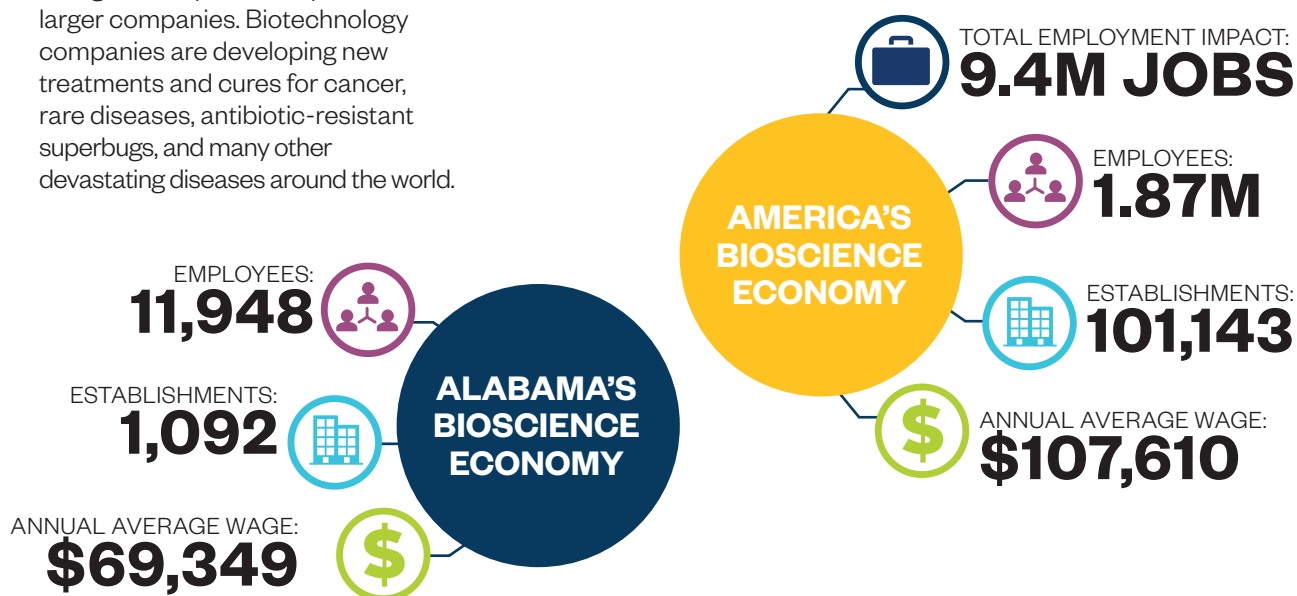 larger companies. Biotechnology
companies are developing new
treatments and cures for cancer,
rare diseases, antibiotic-resistant
superbugs, and many other
devastating diseases around the world.
TOTAL EMPLOYMENT IMPACT:
9.4M JOBS
EMPLOYEES:
1.87M
AMERICA'S
BIOSCIENCE
ECONOMY
ESTABLISHMENTS:
101,143
ANNUAL AVERAGE WAGE:
$107,610
EMPLOYEES:
11,948
ESTABLISHMENTS:
1,092
ALABAMA'S
BIOSCIENCE
ECONOMY
ANNUAL AVERAGE WAGE:
$69,349